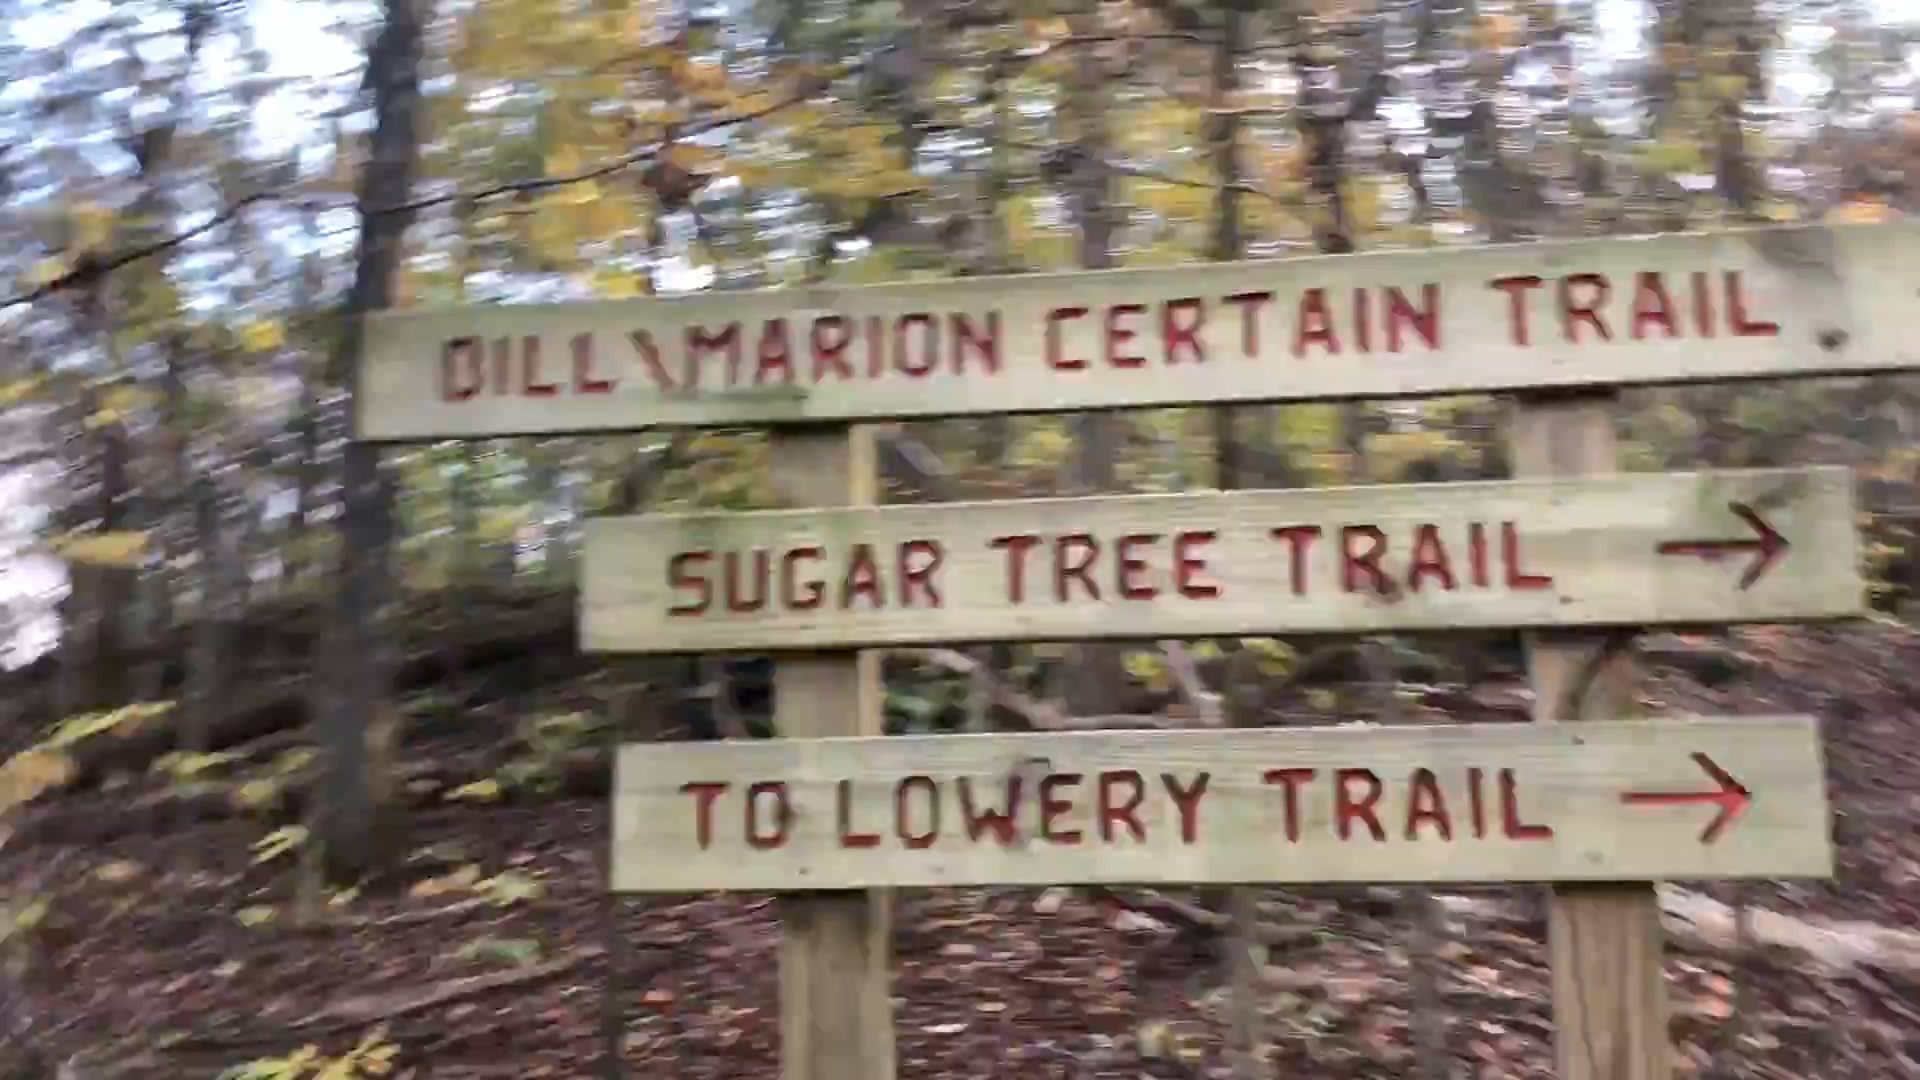 DILL\MARION CERTAIN TRAIL
SUGAR TREE TRAIL →
TO LOWERY TRAIL →